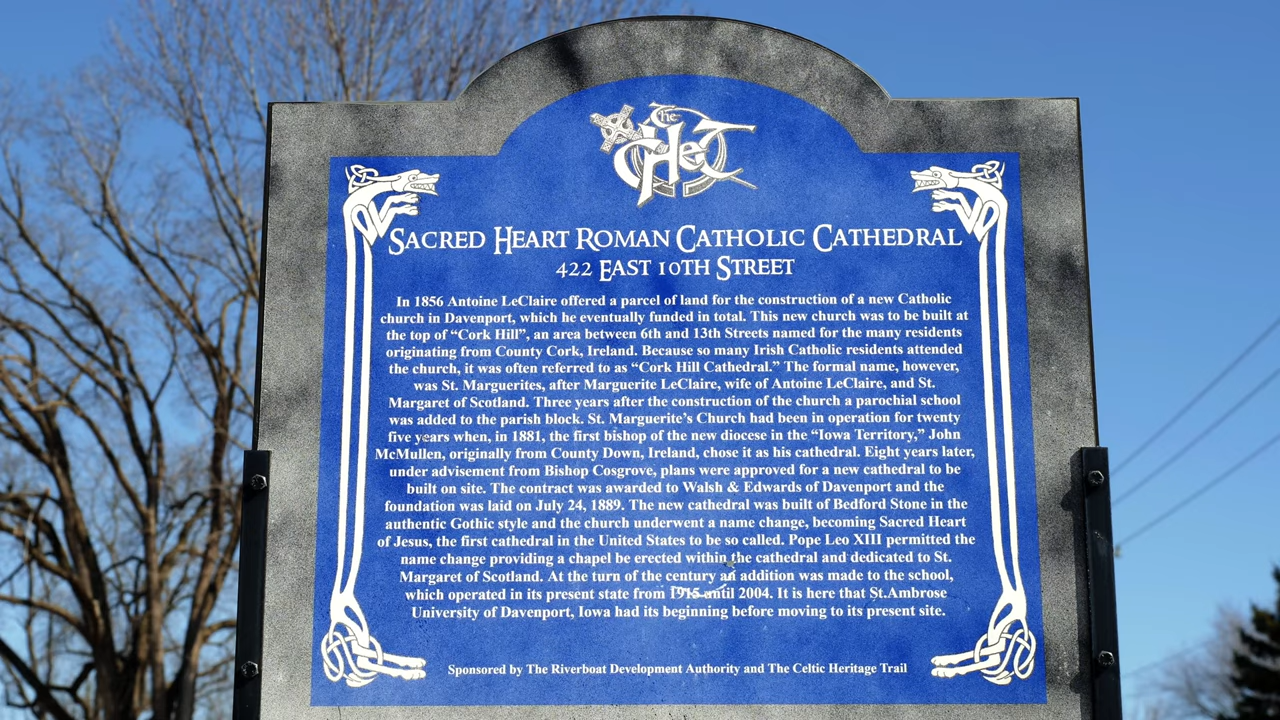 The
CHeT
Sacred Heart Roman Catholic Cathedral
422 East 10th Street
In 1856 Antoine LeClaire offered a parcel of land for the construction of a new Catholic
church in Davenport, which he eventually funded in total. This new church was to be built at
the top of “Cork Hill”, an area between 6th and 13th Streets named for the many residents
originating from County Cork, Ireland. Because so many Irish Catholic residents attended
the church, it was often referred to as “Cork Hill Cathedral.” The formal name, however,
was St. Marguerites, after Marguerite LeClaire, wife of Antoine LeClaire, and St.
Margaret of Scotland. Three years after the construction of the church a parochial school
was added to the parish block. St. Marguerite’s Church had been in operation for twenty
five years when, in 1881, the first bishop of the new diocese in the “Iowa Territory,” John
McMullen, originally from County Down, Ireland, chose it as his cathedral. Eight years later,
under advisement from Bishop Cosgrove, plans were approved for a new cathedral to be
built on site. The contract was awarded to Walsh & Edwards of Davenport and the
foundation was laid on July 24, 1889. The new cathedral was built of Bedford Stone in the
authentic Gothic style and the church underwent a name change, becoming Sacred Heart
of Jesus, the first cathedral in the United States to be so called. Pope Leo XIII permitted the
name change providing a chapel be erected within the cathedral and dedicated to St.
Margaret of Scotland. At the turn of the century an addition was made to the school,
which operated in its present state from 1915 until 2004. It is here that St.Ambrose
University of Davenport, Iowa had its beginning before moving to its present site.
Sponsored by The Riverboat Development Authority and The Celtic Heritage Trail